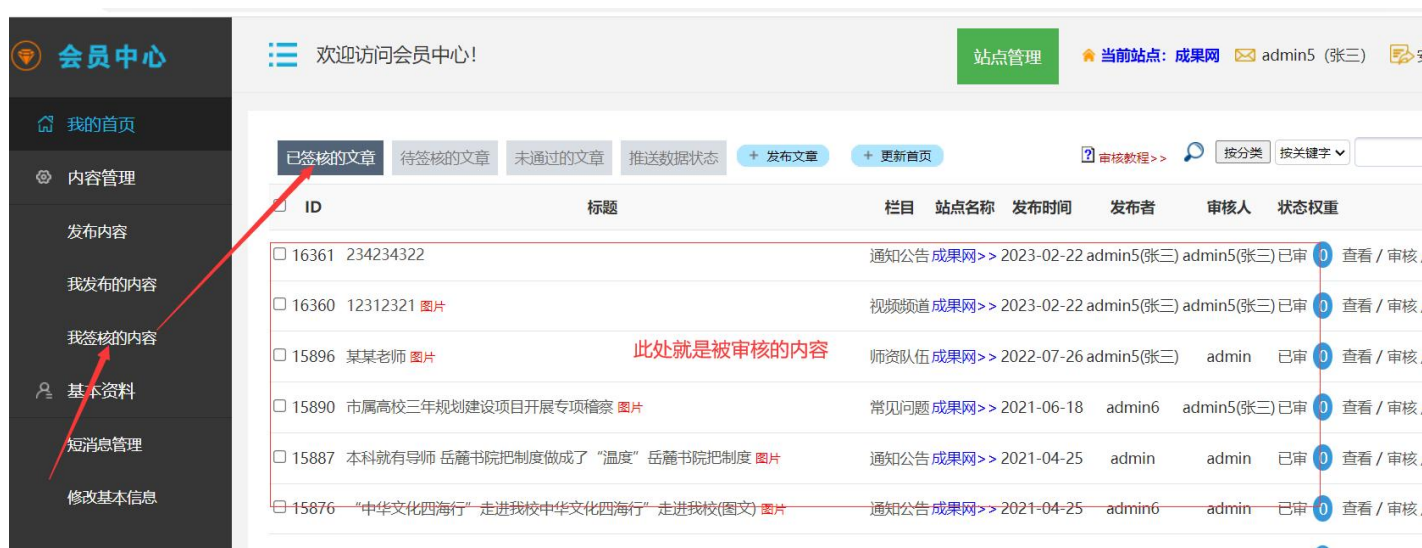 会员中心
欢迎访问会员中心!
站点管理
当前站点：成果网
admin5 (张三)
我的首页
内容管理
发布内容
我发布的内容
我签核的内容
基本资料
短消息管理
修改基本信息
已签核的文章 待签核的文章 未通过的文章 推送数据状态 + 发布文章 + 更新首页
审核教程>> 按分类 按关键字
ID 标题 栏目 站点名称 发布时间 发布者 审核人 状态权重
16361 234234322 通知公告 成果网>> 2023-02-22 admin5(张三) admin5(张三) 已审 0 查看 / 审核
16360 12312321 图片 视频频道 成果网>> 2023-02-22 admin5(张三) admin5(张三) 已审 0 查看 / 审核
此处就是被审核的内容
15896 某某老师 图片 师资队伍 成果网>> 2022-07-26 admin5(张三) admin 已审 0 查看 / 审核
15890 市属高校三年规划建设项目开展专项稽察 图片 常见问题 成果网>> 2021-06-18 admin6 admin5(张三) 已审 0 查看 / 审核
15887 本科就有导师 岳麓书院把制度做成了“温度”岳麓书院把制度 图片 通知公告 成果网>> 2021-04-25 admin admin 已审 0 查看 / 审核
15876 “中华文化四海行”走进我校中华文化四海行”走进我校(图文) 图片 通知公告 成果网>> 2021-04-25 admin6 admin 已审 0 查看 / 审核